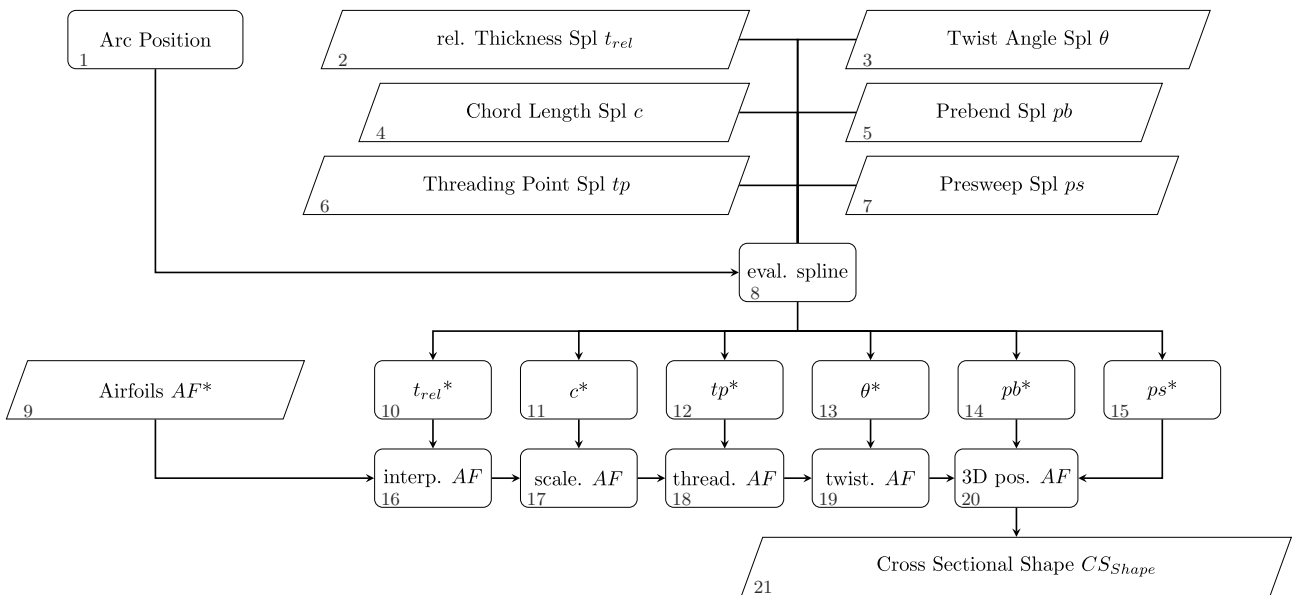 Arc Position
1
rel. Thickness Spl t_rel
2
Twist Angle Spl θ
3
Chord Length Spl c
4
Prebend Spl pb
5
Threading Point Spl tp
6
Presweep Spl ps
7
eval. spline
8
Airfoils AF*
9
t_rel*
10
c*
11
tp*
12
θ*
13
pb*
14
ps*
15
interp. AF
16
scale. AF
17
thread. AF
18
twist. AF
19
3D pos. AF
20
Cross Sectional Shape CS_Shape
21